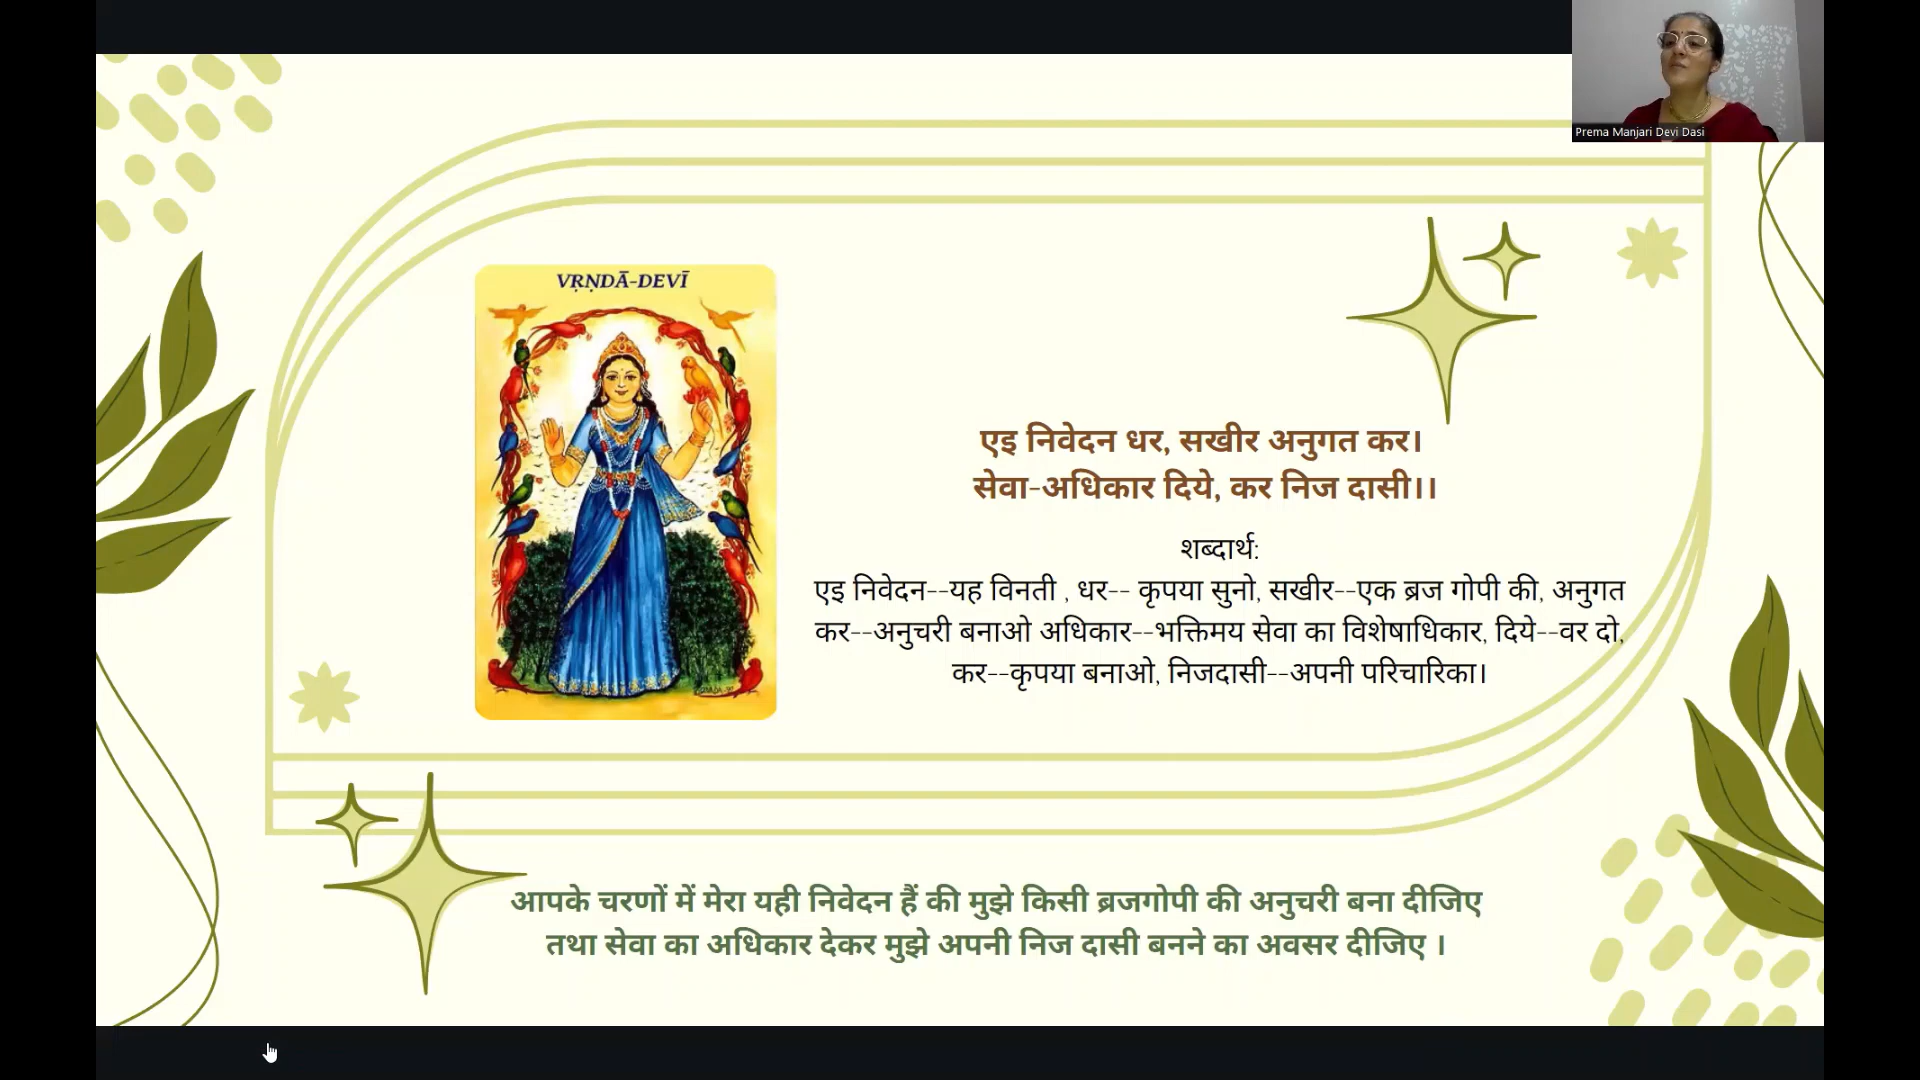 Prema Manjari Devi Dasi
VṚNDĀ-DEVĪ
एइ निवेदन धर, सखीर अनुगत कर।
सेवा-अधिकार दिये, कर निज दासी।।
शब्दार्थ:
एइ निवेदन--यह विनती , धर-- कृपया सुनो, सखीर--एक ब्रज गोपी की, अनुगत
कर--अनुचरी बनाओ अधिकार--भक्तिमय सेवा का विशेषाधिकार, दिये--वर दो,
कर--कृपया बनाओ, निजदासी--अपनी परिचारिका।
आपके चरणों में मेरा यही निवेदन हैं की मुझे किसी ब्रजगोपी की अनुचरी बना दीजिए
तथा सेवा का अधिकार देकर मुझे अपनी निज दासी बनने का अवसर दीजिए ।